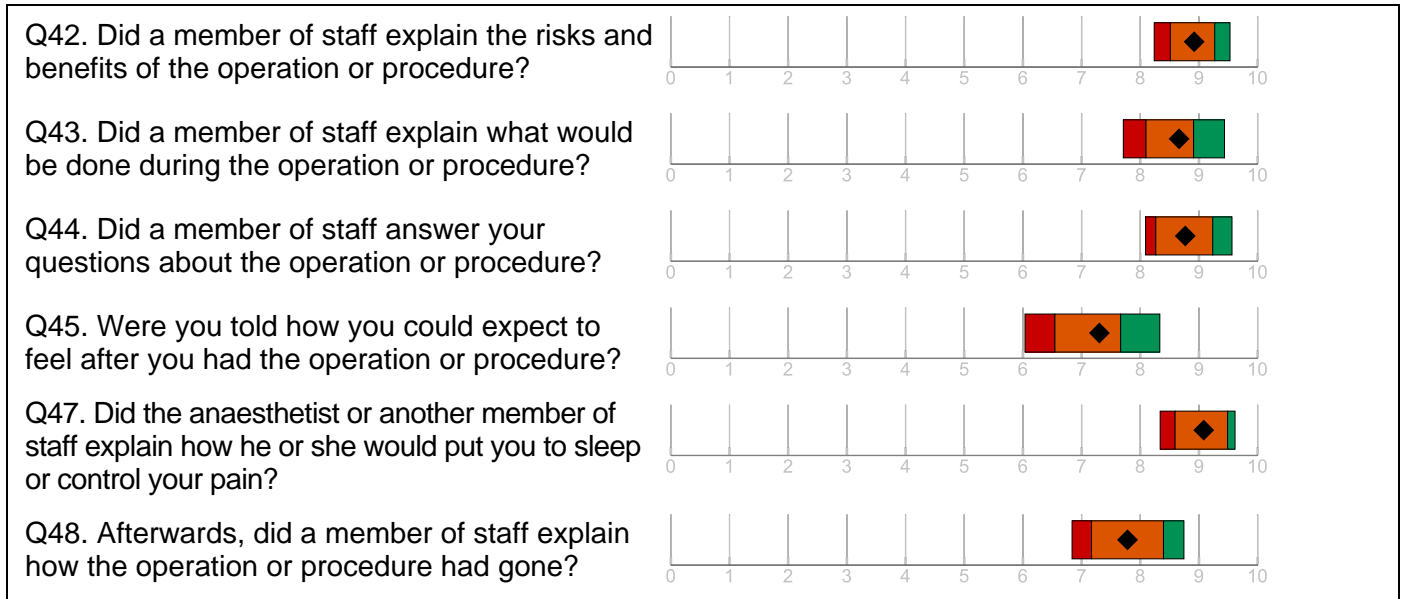 Q42. Did a member of staff explain the risks and
benefits of the operation or procedure?
0 1 2 3 4 5 6 7 8 9 10
Q43. Did a member of staff explain what would
be done during the operation or procedure?
0 1 2 3 4 5 6 7 8 9 10
Q44. Did a member of staff answer your
questions about the operation or procedure?
0 1 2 3 4 5 6 7 8 9 10
Q45. Were you told how you could expect to
feel after you had the operation or procedure?
0 1 2 3 4 5 6 7 8 9 10
Q47. Did the anaesthetist or another member of
staff explain how he or she would put you to sleep
or control your pain?
0 1 2 3 4 5 6 7 8 9 10
Q48. Afterwards, did a member of staff explain
how the operation or procedure had gone?
0 1 2 3 4 5 6 7 8 9 10